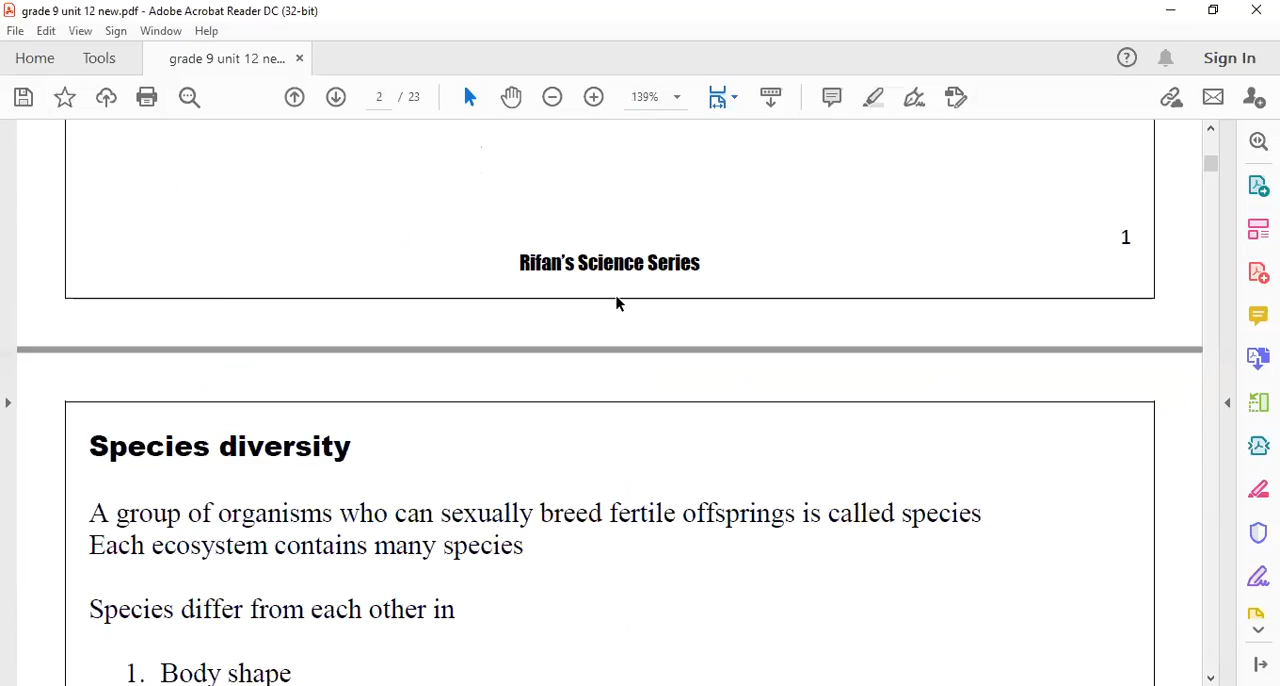 grade 9 unit 12 new.pdf - Adobe Acrobat Reader DC (32-bit)
File Edit View Sign Window Help
Home Tools grade 9 unit 12 ne... × Sign In
2 / 23 139%
1
Rifan's Science Series
Species diversity
A group of organisms who can sexually breed fertile offsprings is called species
Each ecosystem contains many species
Species differ from each other in
1. Body shape